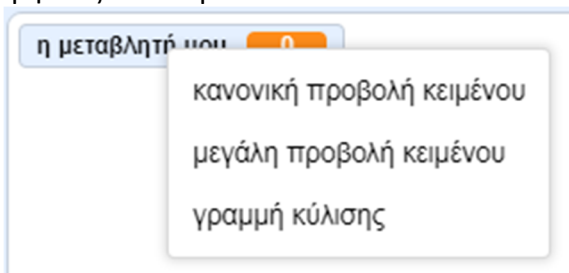 η μεταβλητή μου 0
κανονική προβολή κειμένου
μεγάλη προβολή κειμένου
γραμμή κύλισης